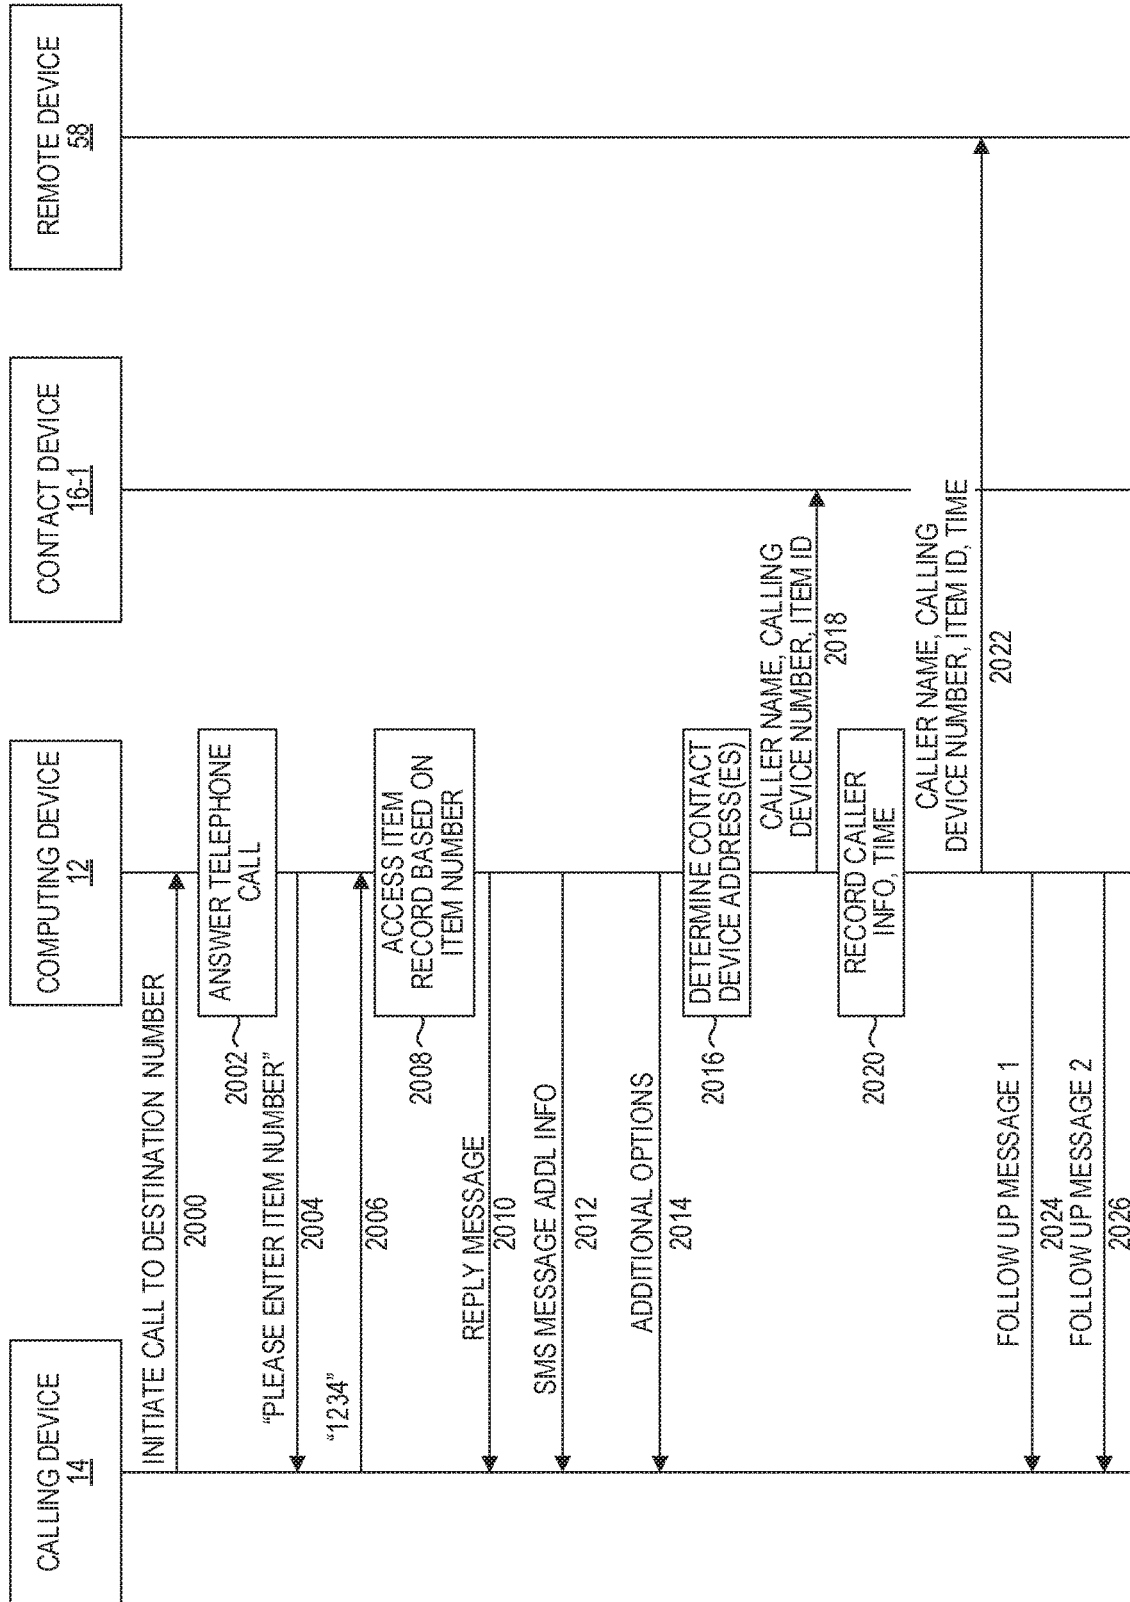 CALLING DEVICE
14
COMPUTING DEVICE
12
CONTACT DEVICE
16-1
REMOTE DEVICE
58
INITIATE CALL TO DESTINATION NUMBER
2000
ANSWER TELEPHONE
CALL
2002
"PLEASE ENTER ITEM NUMBER"
2004
"1234"
2006
ACCESS ITEM
RECORD BASED ON
ITEM NUMBER
2008
REPLY MESSAGE
2010
SMS MESSAGE ADDL INFO
2012
ADDITIONAL OPTIONS
2014
DETERMINE CONTACT
DEVICE ADDRESS(ES)
2016
CALLER NAME, CALLING
DEVICE NUMBER, ITEM ID
2018
RECORD CALLER
INFO, TIME
2020
CALLER NAME, CALLING
DEVICE NUMBER, ITEM ID, TIME
2022
FOLLOW UP MESSAGE 1
2024
FOLLOW UP MESSAGE 2
2026